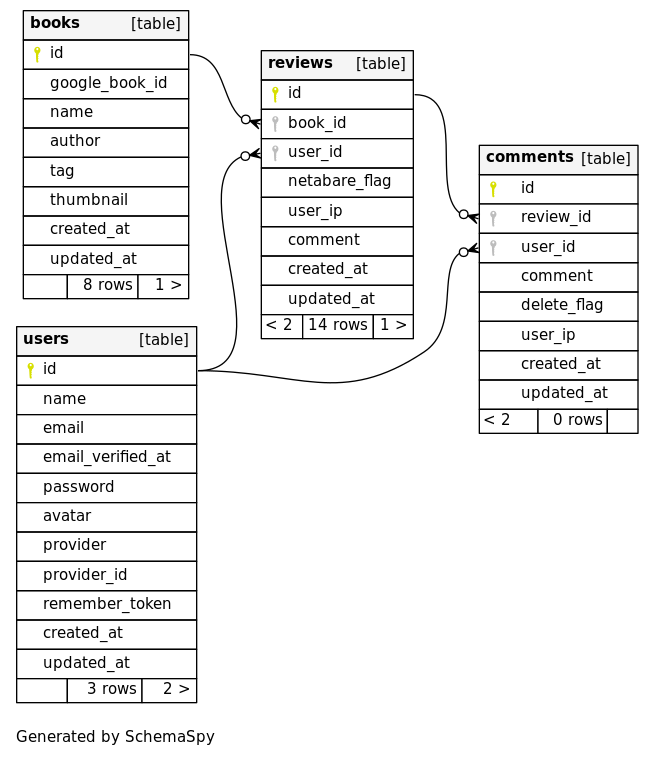 books [table]
id
google_book_id
name
author
tag
thumbnail
created_at
updated_at
8 rows 1 >
reviews [table]
id
book_id
user_id
netabare_flag
user_ip
comment
created_at
updated_at
< 2 14 rows 1 >
comments [table]
id
review_id
user_id
comment
delete_flag
user_ip
created_at
updated_at
< 2 0 rows
users [table]
id
name
email
email_verified_at
password
avatar
provider
provider_id
remember_token
created_at
updated_at
3 rows 2 >
Generated by SchemaSpy